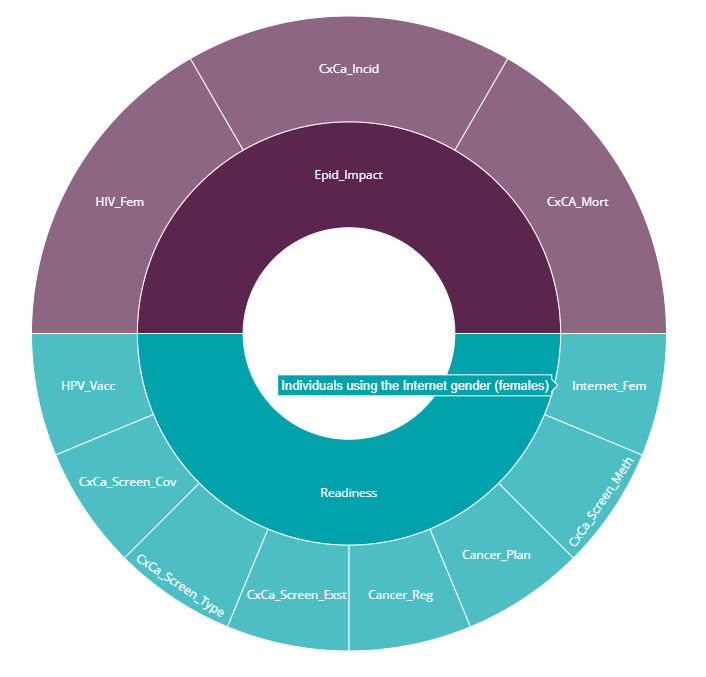 CxCa_Incid
Epid_Impact
HIV_Fem
CxCA_Mort
HPV_Vacc
Individuals using the Internet gender (females)
Internet_Fem
CxCa_Screen_Cov
Readiness
CxCa_Screen_Meth
Cancer_Plan
CxCa_Screen_Type
CxCa_Screen_Exst
Cancer_Reg